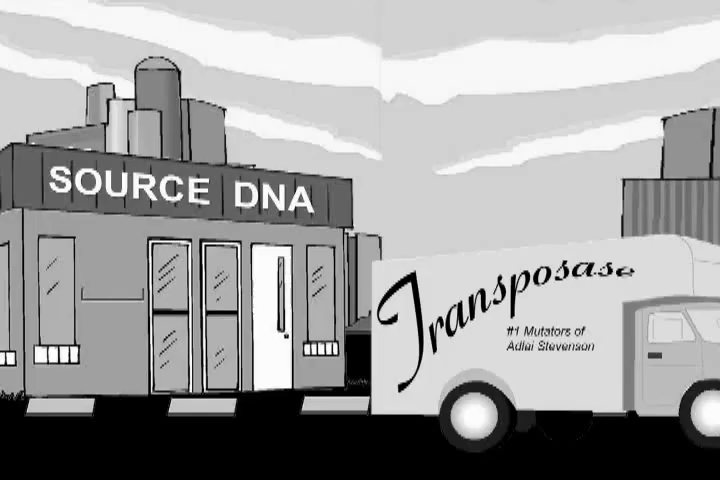 SOURCE DNA
Transposase
#1 Mutators of
Adlai Stevenson